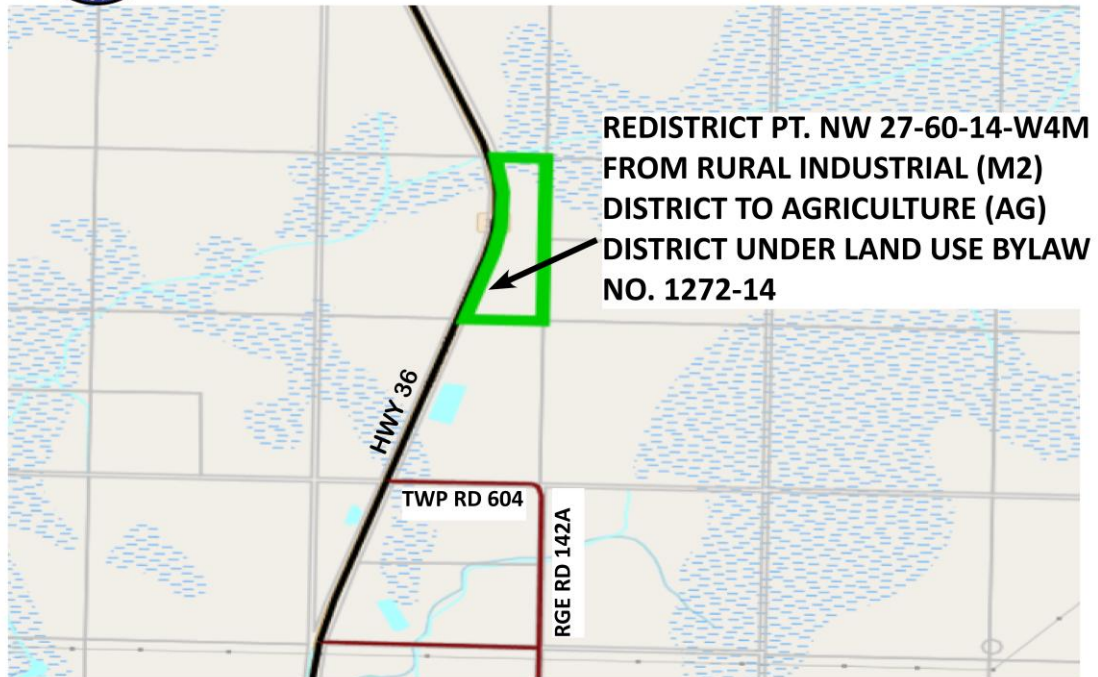 REDISTRICT PT. NW 27-60-14-W4M
FROM RURAL INDUSTRIAL (M2)
DISTRICT TO AGRICULTURE (AG)
DISTRICT UNDER LAND USE BYLAW
NO. 1272-14
HWY 36
TWP RD 604
RGE RD 142A